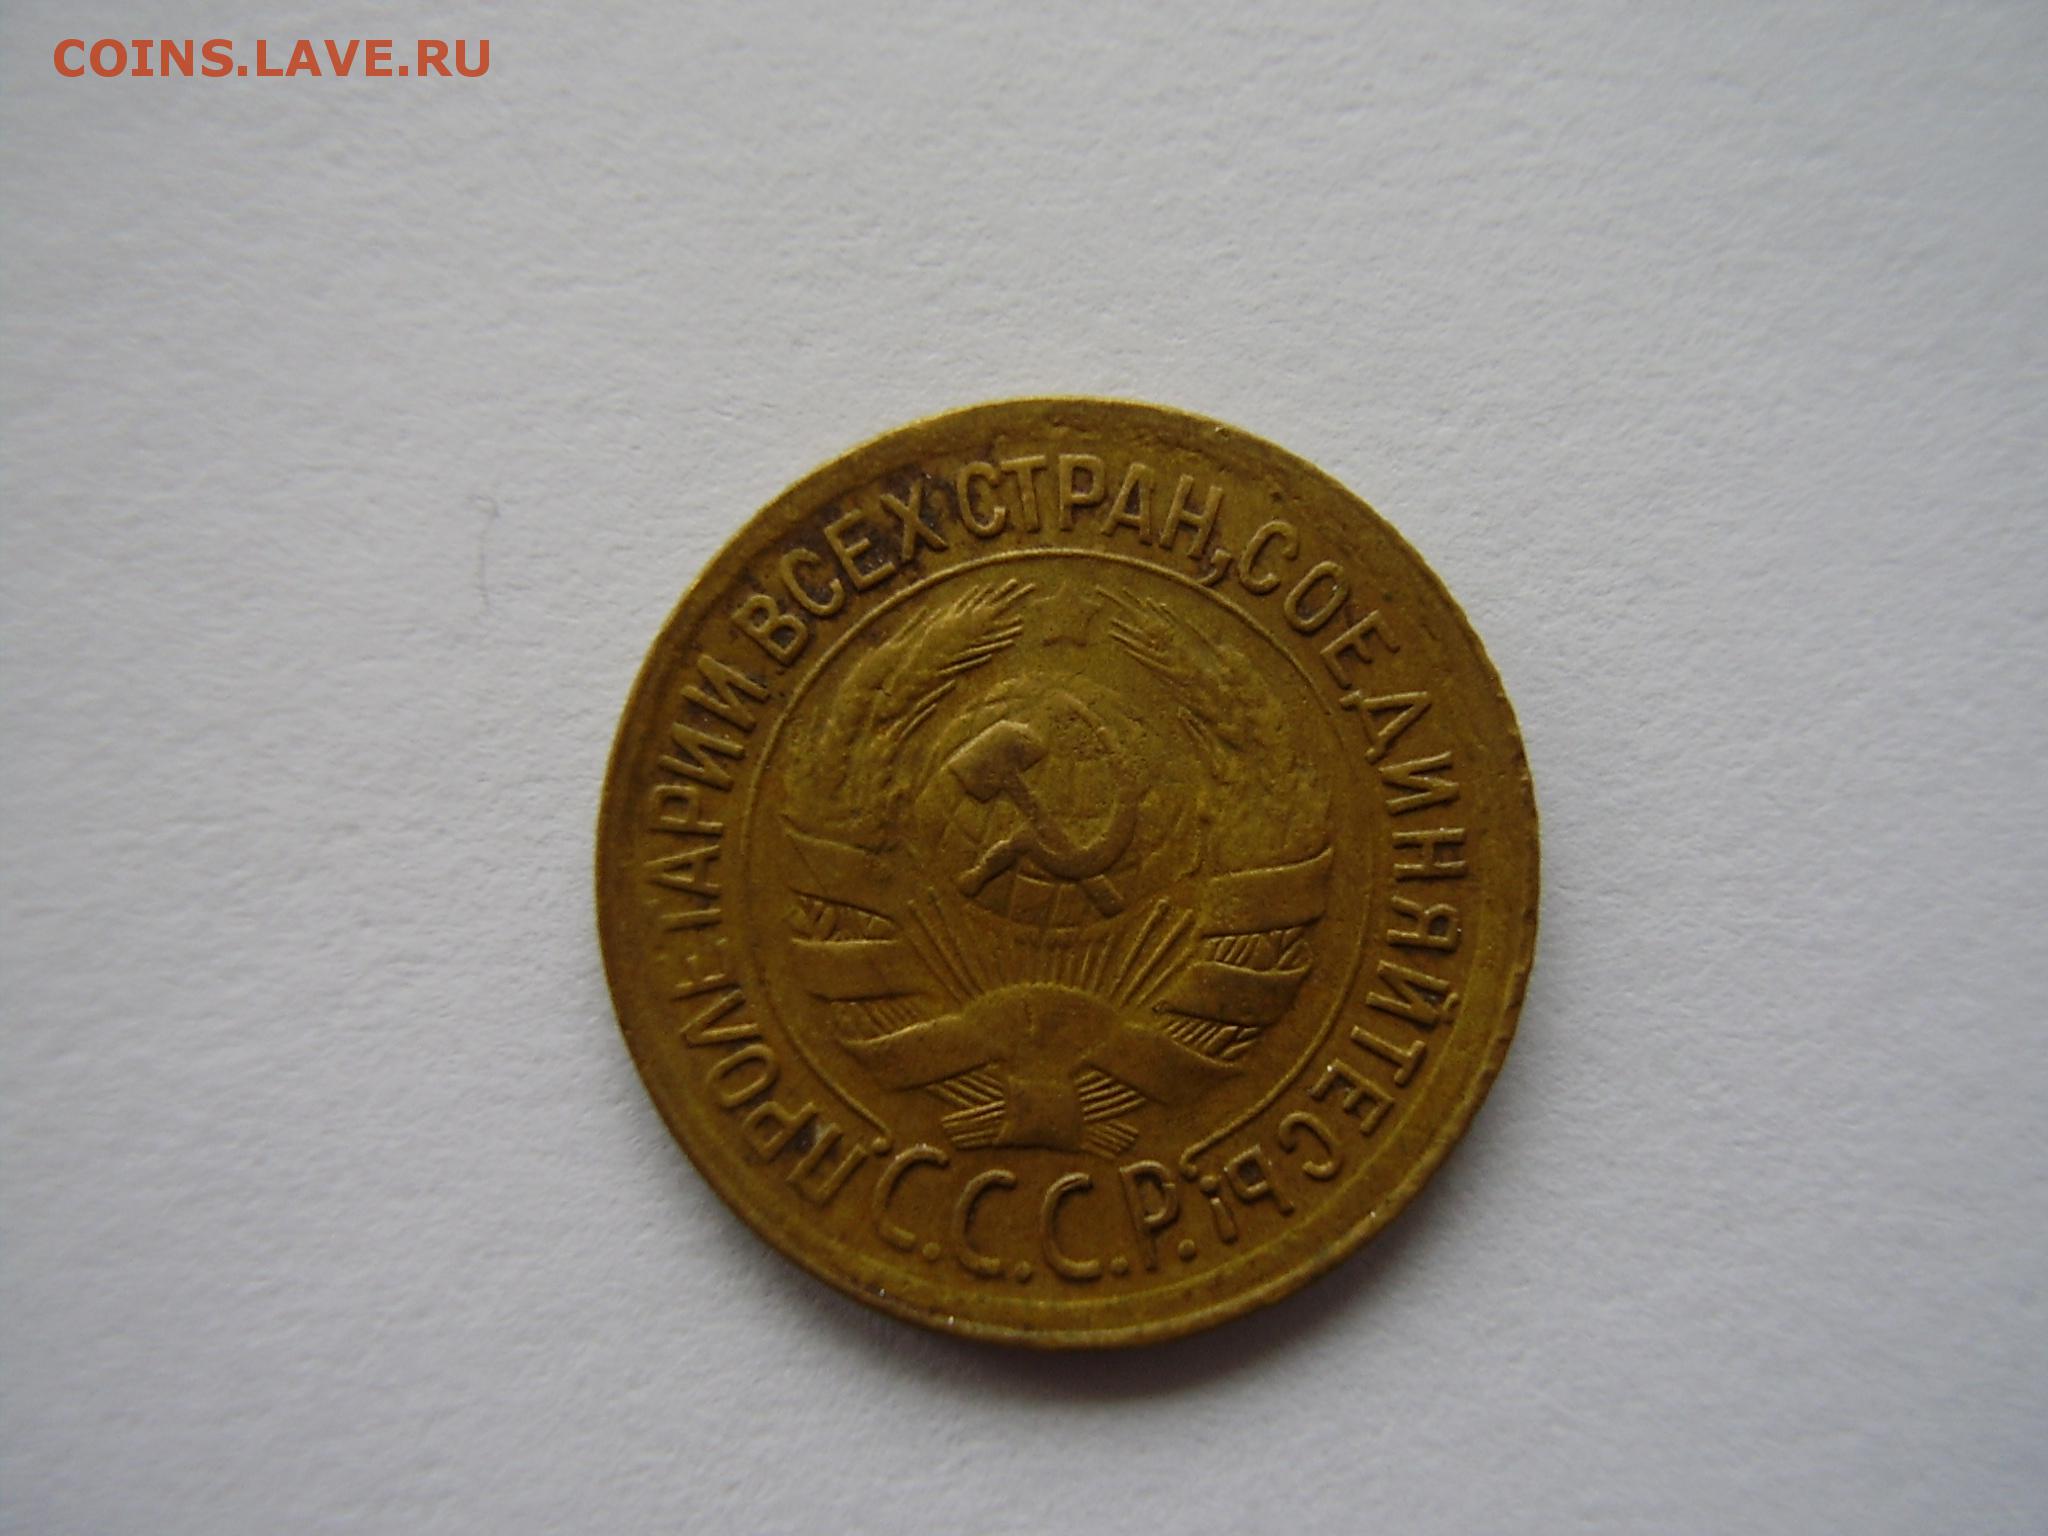 COINS.LAVE.RU
ПРОЛЕТАРИИ ВСЕХ СТРАН, СОЕДИНЯЙТЕСЬ!
С.С.С.Р.